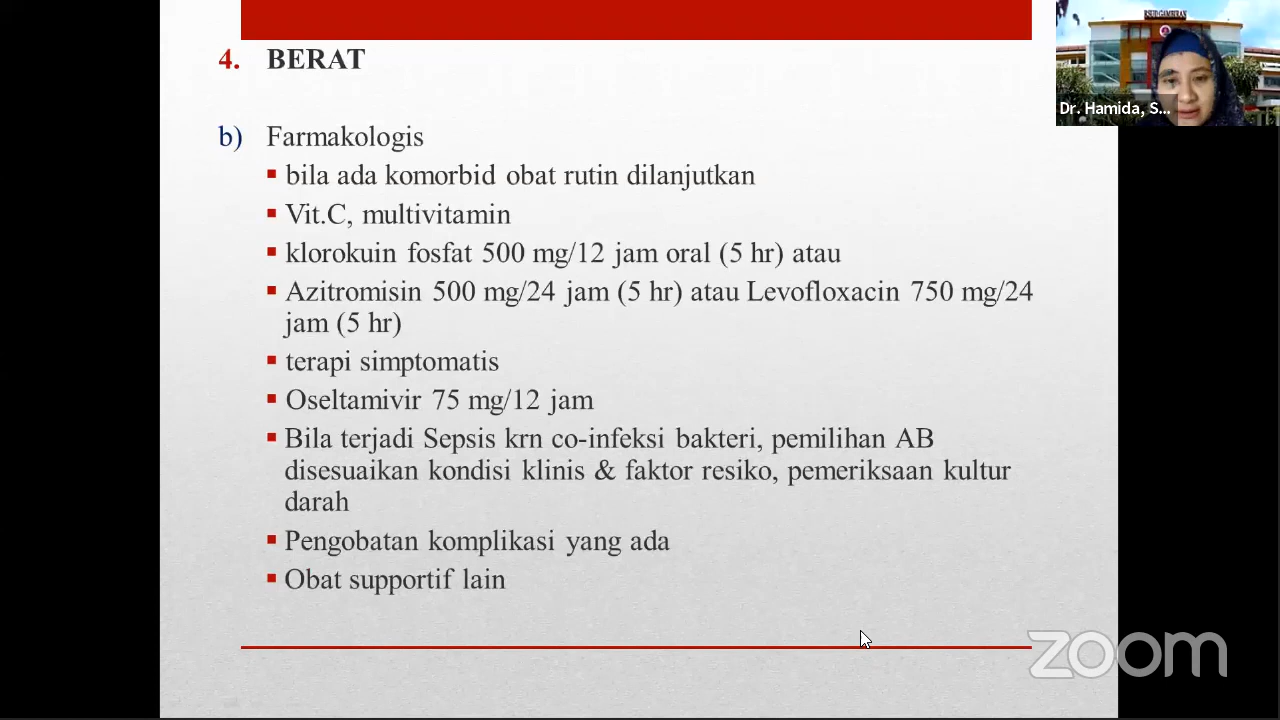 4. BERAT
b) Farmakologis
▪ bila ada komorbid obat rutin dilanjutkan
▪ Vit.C, multivitamin
▪ klorokuin fosfat 500 mg/12 jam oral (5 hr) atau
▪ Azitromisin 500 mg/24 jam (5 hr) atau Levofloxacin 750 mg/24
jam (5 hr)
▪ terapi simptomatis
▪ Oseltamivir 75 mg/12 jam
▪ Bila terjadi Sepsis krn co-infeksi bakteri, pemilihan AB
disesuaikan kondisi klinis & faktor resiko, pemeriksaan kultur
darah
▪ Pengobatan komplikasi yang ada
▪ Obat supportif lain
Dr. Hamida, S...
zoom